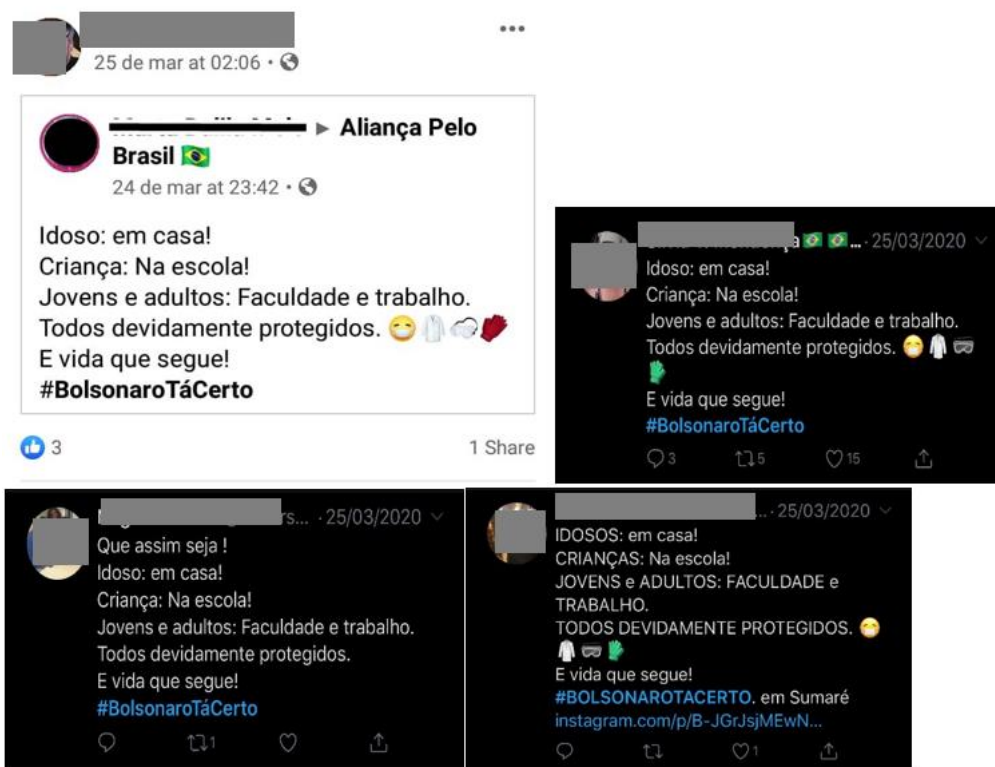 25 de mar at 02:06
Aliança Pelo
Brasil 🇧🇷
24 de mar at 23:42
Idoso: em casa!
Criança: Na escola!
Jovens e adultos: Faculdade e trabalho.
Todos devidamente protegidos. 😷🥼🥽🧤
E vida que segue!
#BolsonaroTáCerto
3
1 Share
a 🇧🇷 🇧🇷 ... · 25/03/2020
Idoso: em casa!
Criança: Na escola!
Jovens e adultos: Faculdade e trabalho.
Todos devidamente protegidos. 😷🥼🥽
🧤
E vida que segue!
#BolsonaroTáCerto
3 5 15
rs... · 25/03/2020
Que assim seja !
Idoso: em casa!
Criança: Na escola!
Jovens e adultos: Faculdade e trabalho.
Todos devidamente protegidos.
E vida que segue!
#BolsonaroTáCerto
1
... · 25/03/2020
IDOSOS: em casa!
CRIANÇAS: Na escola!
JOVENS e ADULTOS: FACULDADE e
TRABALHO.
TODOS DEVIDAMENTE PROTEGIDOS. 😷
🥼🥽🧤
E vida que segue!
#BOLSONAROTACERTO. em Sumaré
instagram.com/p/B-JGrJsjMEwN...
1